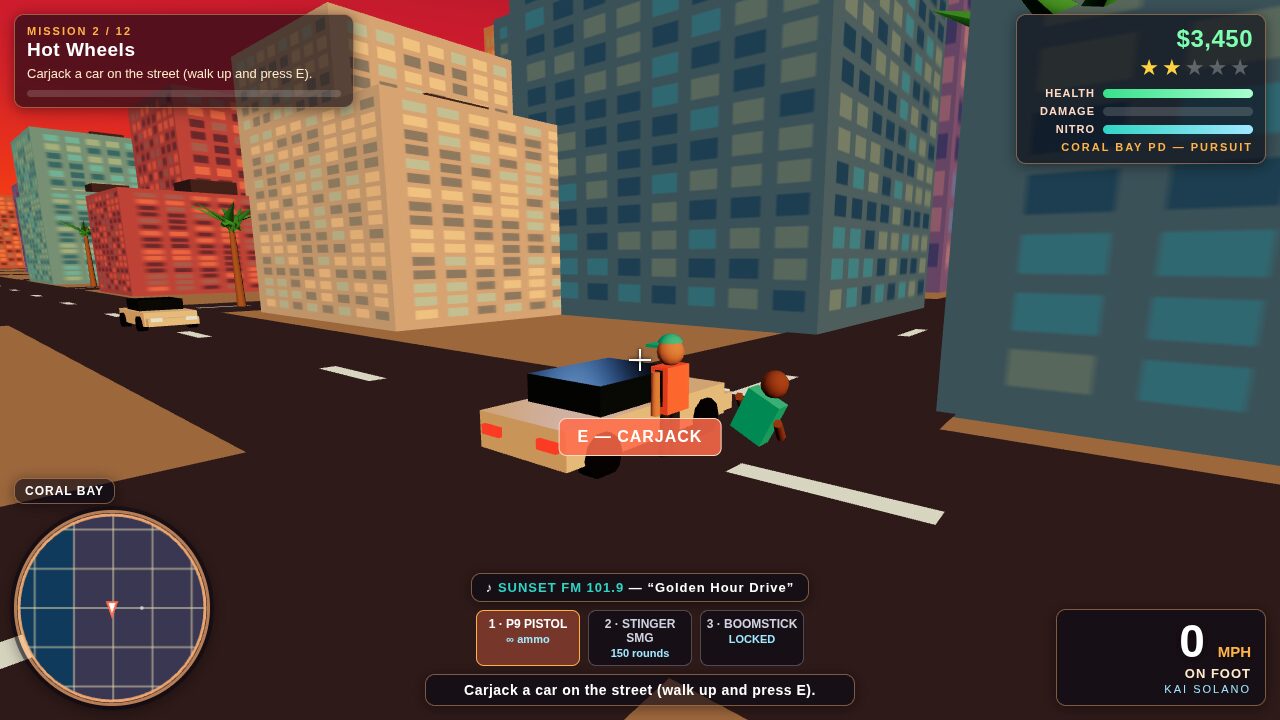 MISSION 2 / 12
Hot Wheels
Carjack a car on the street (walk up and press E).
$3,450
★★★★★
HEALTH
DAMAGE
NITRO
CORAL BAY PD — PURSUIT
E — CARJACK
CORAL BAY
♪ SUNSET FM 101.9 — “Golden Hour Drive”
1 · P9 PISTOL
∞ ammo
2 · STINGER
SMG
150 rounds
3 · BOOMSTICK
LOCKED
Carjack a car on the street (walk up and press E).
0 MPH
ON FOOT
KAI SOLANO